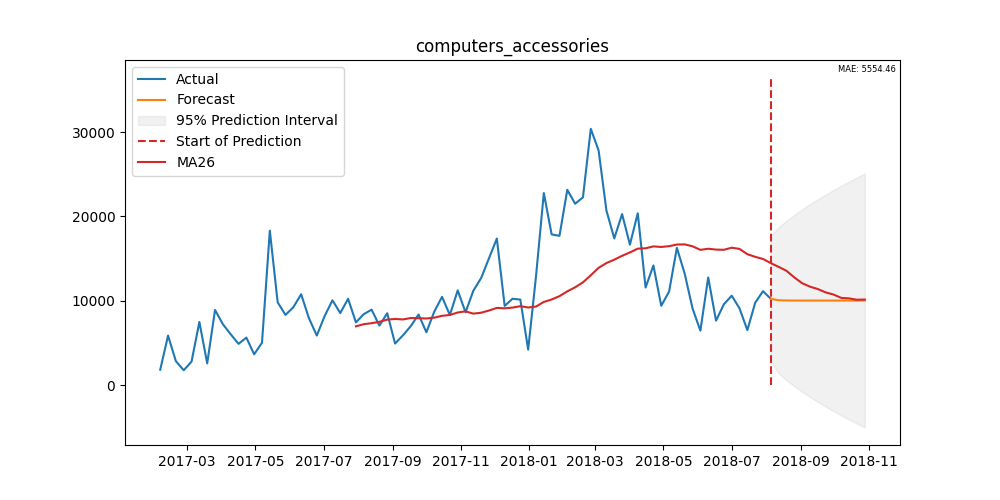 computers_accessories
MAE: 5554.46
Actual
Forecast
95% Prediction Interval
Start of Prediction
MA26
30000
20000
10000
0
2017-03 2017-05 2017-07 2017-09 2017-11 2018-01 2018-03 2018-05 2018-07 2018-09 2018-11